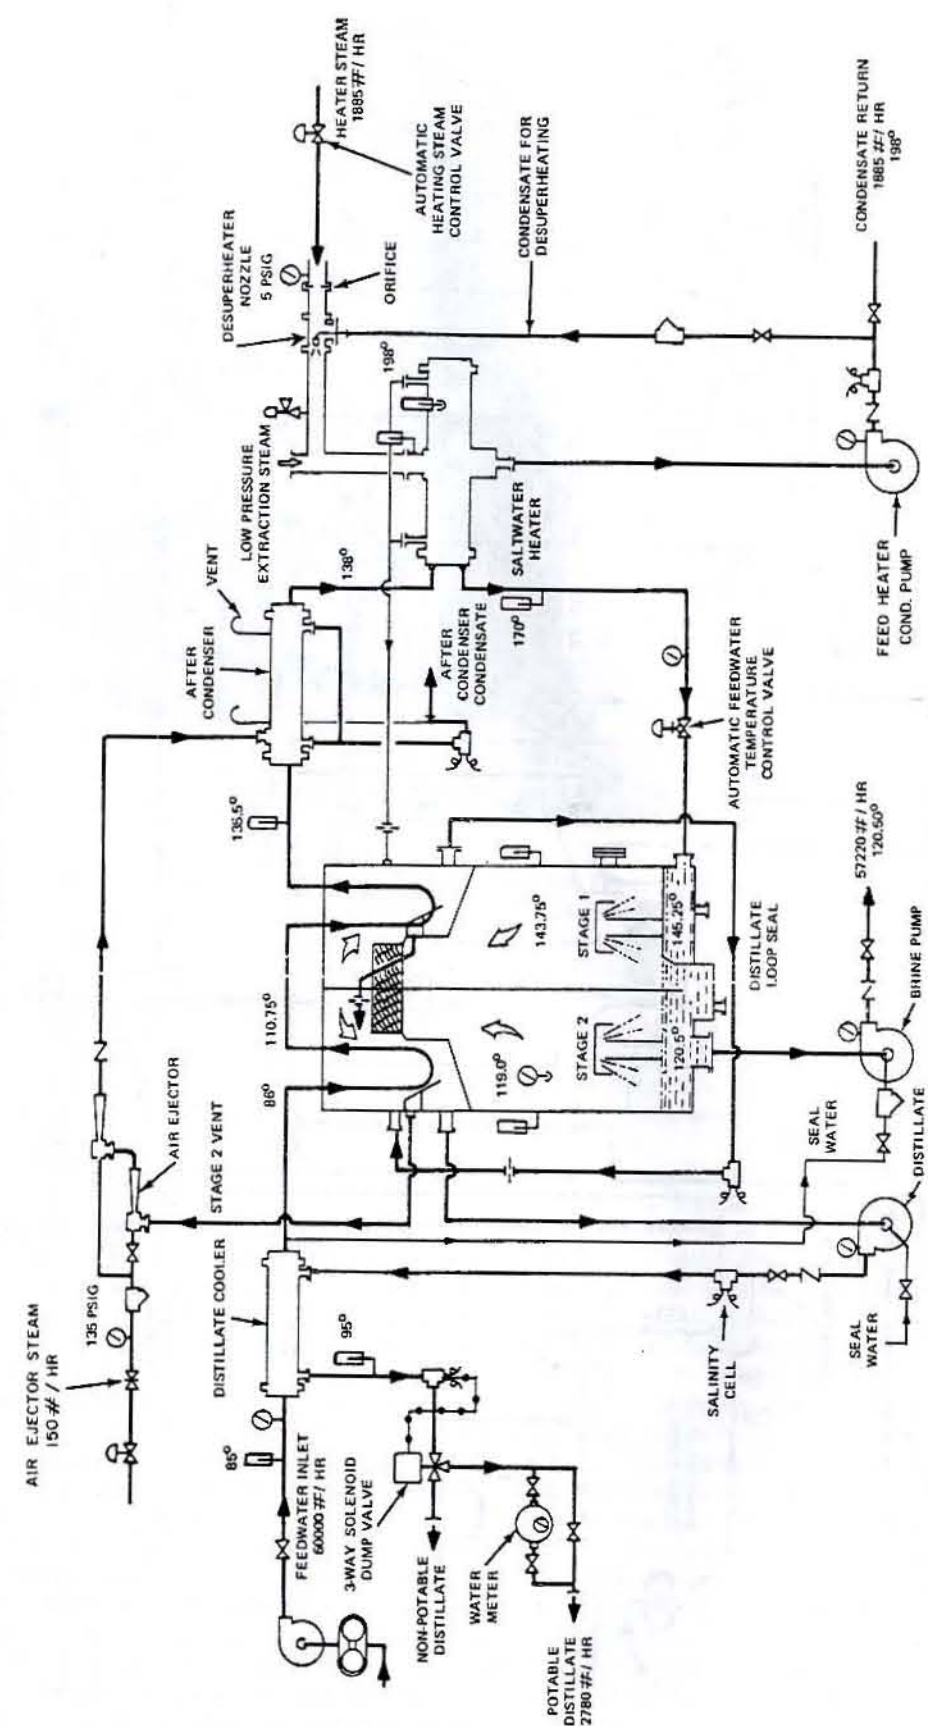 AIR EJECTOR STEAM
150 # / HR
135 PSIG
AIR EJECTOR
STAGE 2 VENT
DISTILLATE COOLER
85°
FEEDWATER INLET
60000 #/ HR
3-WAY SOLENOID
DUMP VALVE
95°
NON-POTABLE
DISTILLATE
WATER
METER
POTABLE
DISTILLATE
2780 #/ HR
SALINITY
CELL
SEAL
WATER
SEAL
WATER
DISTILLATE
BRINE PUMP
57220 #/ HR
120.50°
86°
110.75°
135.5°
119.0°
143.75°
STAGE 2
STAGE 1
120.5°
145.25°
DISTILLATE
LOOP SEAL
AFTER
CONDENSER
VENT
138°
AFTER
CONDENSER
CONDENSATE
LOW PRESSURE
EXTRACTION STEAM
SALTWATER
HEATER
170°
AUTOMATIC FEEDWATER
TEMPERATURE
CONTROL VALVE
198°
DESUPERHEATER
NOZZLE
5 PSIG
ORIFICE
HEATER STEAM
1885 #/ HR
AUTOMATIC
HEATING STEAM
CONTROL VALVE
CONDENSATE FOR
DESUPERHEATING
CONDENSATE RETURN
1885 #/ HR
198°
FEED HEATER
COND. PUMP